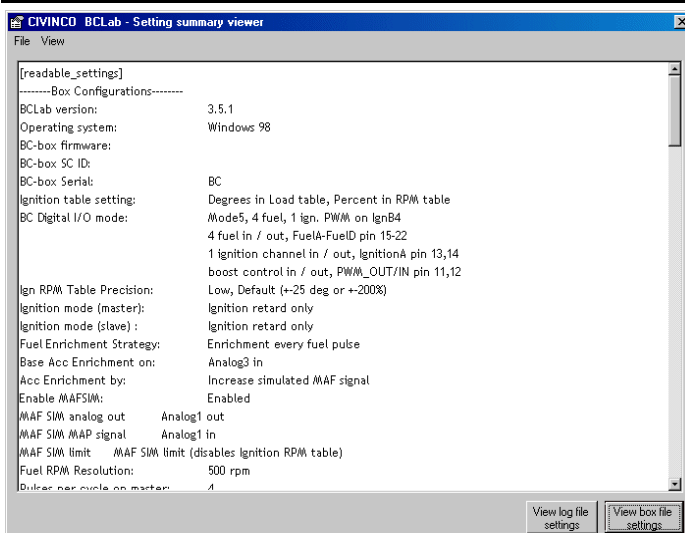 CIVINCO BCLab - Setting summary viewer
File View
[readable_settings]
--------Box Configurations--------
BCLab version: 3.5.1
Operating system: Windows 98
BC-box firmware:
BC-box SC ID:
BC-box Serial: BC
Ignition table setting: Degrees in Load table, Percent in RPM table
BC Digital I/O mode: Mode5, 4 fuel, 1 ign. PWM on IgnB4
4 fuel in / out, FuelA-FuelD pin 15-22
1 ignition channel in / out, IgnitionA pin 13,14
boost control in / out, PWM_OUT/IN pin 11,12
Ign RPM Table Precision: Low, Default (+-25 deg or +-200%)
Ignition mode (master): Ignition retard only
Ignition mode (slave) : Ignition retard only
Fuel Enrichment Strategy: Enrichment every fuel pulse
Base Acc Enrichment on: Analog3 in
Acc Enrichment by: Increase simulated MAF signal
Enable MAFSIM: Enabled
MAF SIM analog out Analog1 out
MAF SIM MAP signal Analog1 in
MAF SIM limit MAF SIM limit (disables Ignition RPM table)
Fuel RPM Resolution: 500 rpm
Pulses per cycle on master: 4
View log file settings
View box file settings